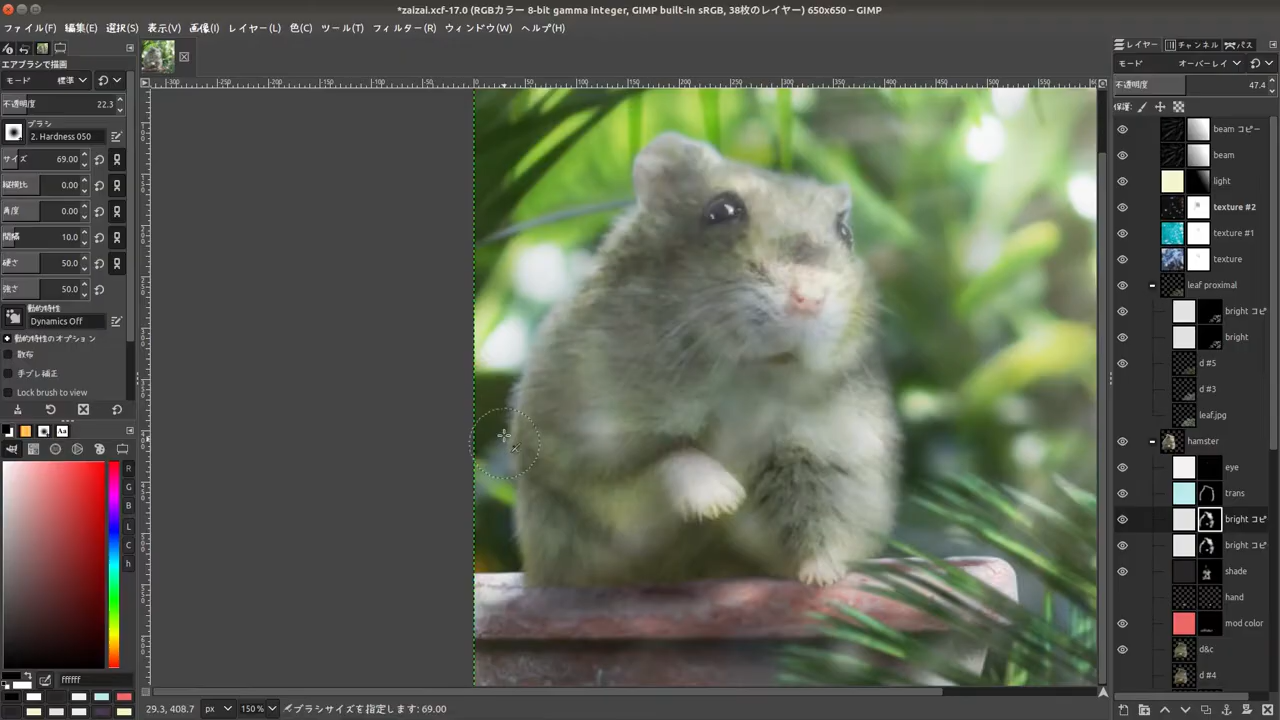 *zaizai.xcf-17.0 (RGBカラー 8-bit gamma integer, GIMP built-in sRGB, 38枚のレイヤー) 650x650 – GIMP
ファイル(F) 編集(E) 選択(S) 表示(V) 画像(I) レイヤー(L) 色(C) ツール(T) フィルター(R) ウィンドウ(W) ヘルプ(H)
エアブラシで描画
モード 標準
不透明度 22.3
ブラシ
2. Hardness 050
サイズ 69.00
縦横比 0.00
角度 0.00
間隔 10.0
硬さ 50.0
強さ 50.0
動的特性
Dynamics Off
動的特性のオプション
散布
手ブレ補正
Lock brush to view
R
G
B
L
C
h
ffffff
29.3, 408.7 px 150% ブラシサイズを指定します: 69.00
レイヤー チャンネル パス
モード オーバーレイ
不透明度 47.4
保護:
beam コピー
beam
light
texture #2
texture #1
texture
leaf proximal
bright コピ
bright
d #5
d #3
leaf.jpg
hamster
eye
trans
bright コピ
bright コピ
shade
hand
mod color
d&c
d #4